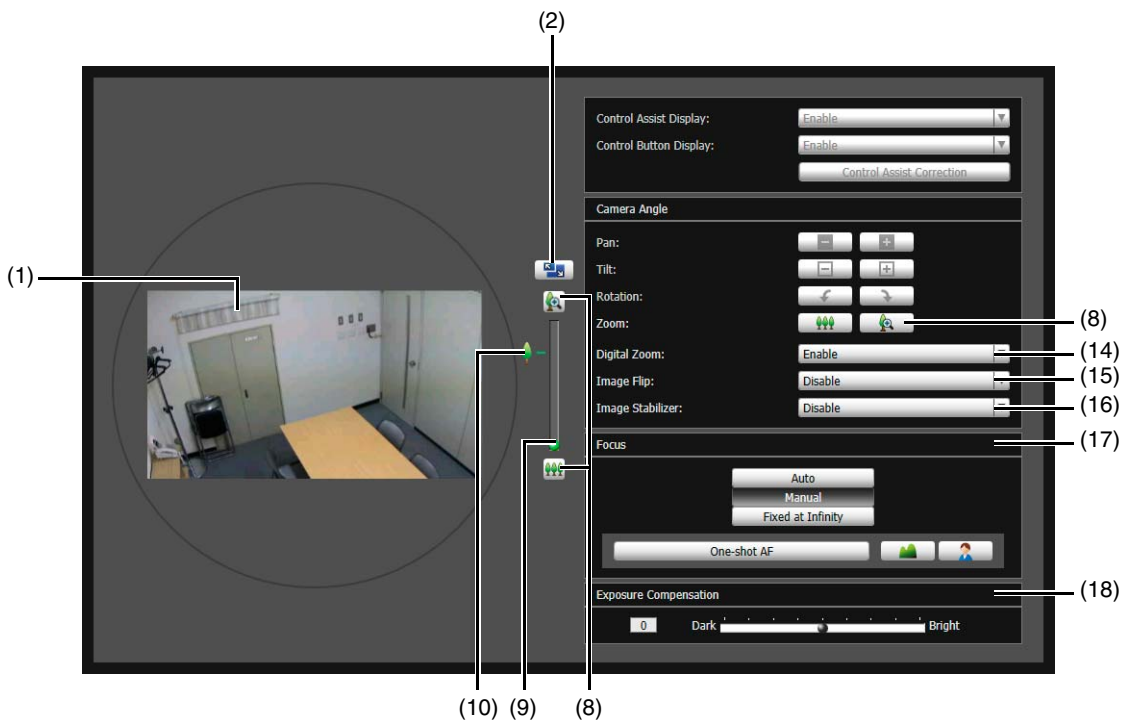 (2)
Control Assist Display: Enable
Control Button Display: Enable
Control Assist Correction
Camera Angle
Pan:
(1)
Tilt:
Rotation:
Zoom: (8)
(10)
Digital Zoom: Enable (14)
Image Flip: Disable (15)
Image Stabilizer: Disable (16)
Focus (17)
Auto
Manual
Fixed at Infinity
One-shot AF
Exposure Compensation (18)
0 Dark Bright
(10) (9) (8)